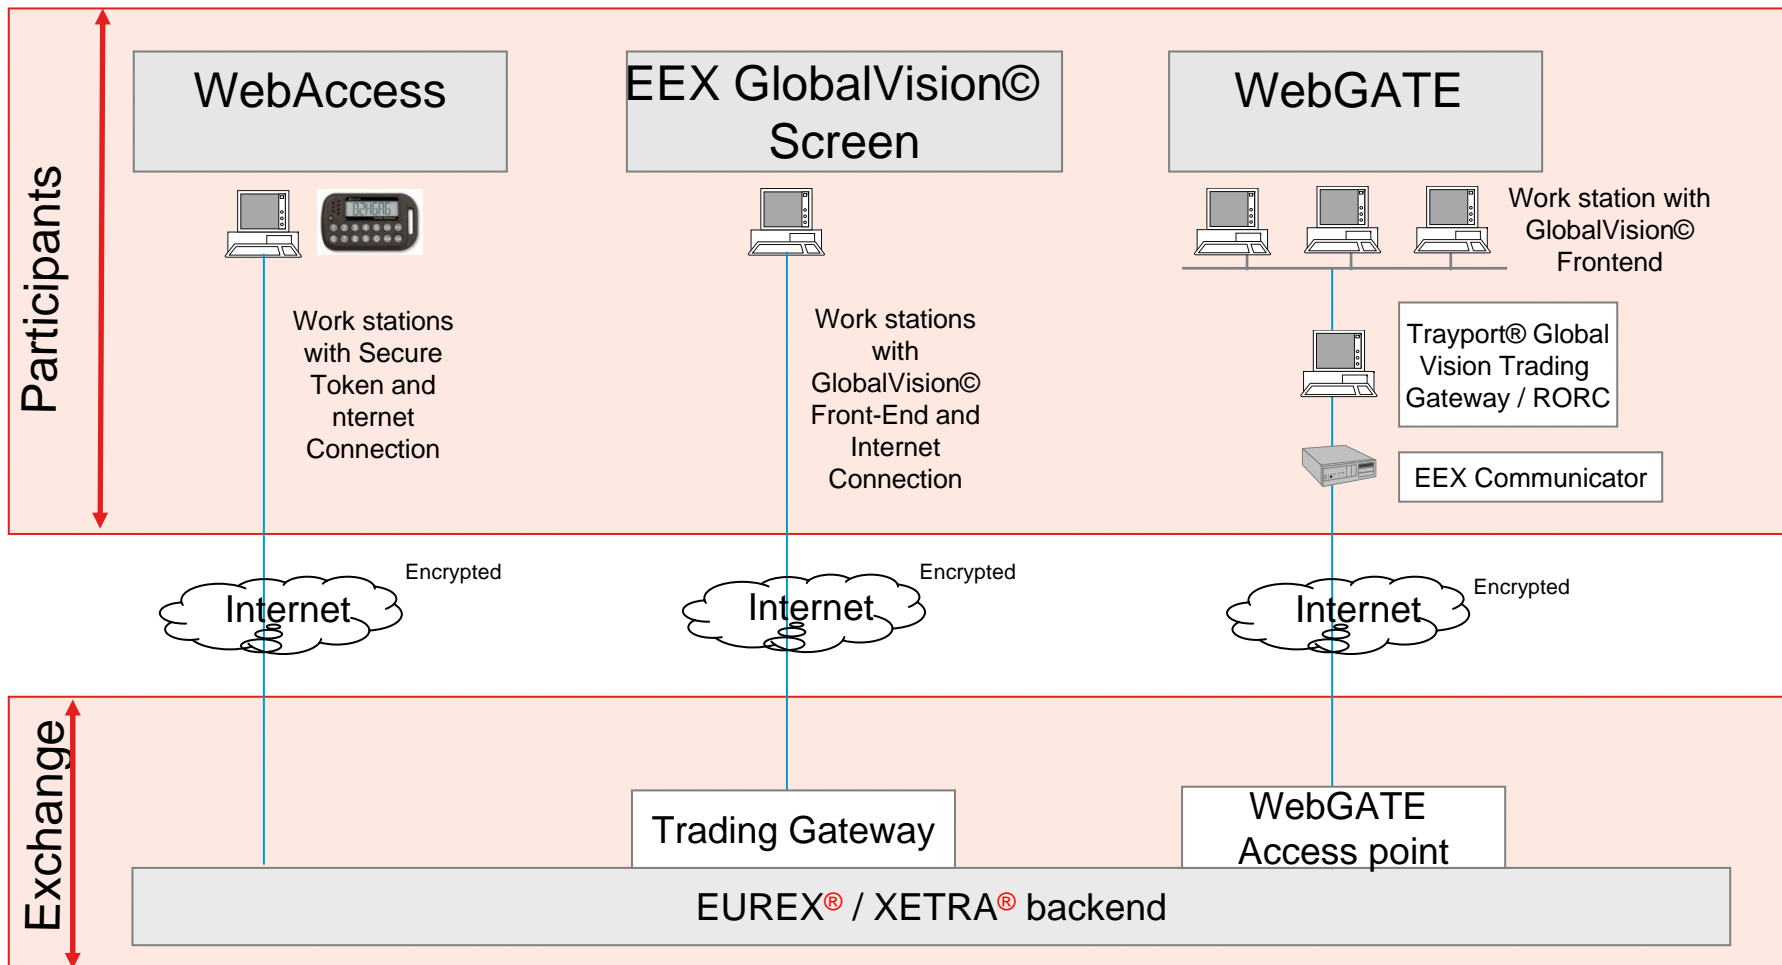 Participants
WebAccess
EEX GlobalVision©
Screen
WebGATE
Work stations
with Secure
Token and
nternet
Connection
Work stations
with
GlobalVision©
Front-End and
Internet
Connection
Work station with
GlobalVision©
Frontend
Trayport® Global
Vision Trading
Gateway / RORC
EEX Communicator
Internet
Encrypted
Internet
Encrypted
Internet
Encrypted
Exchange
Trading Gateway
WebGATE
Access point
EUREX® / XETRA® backend